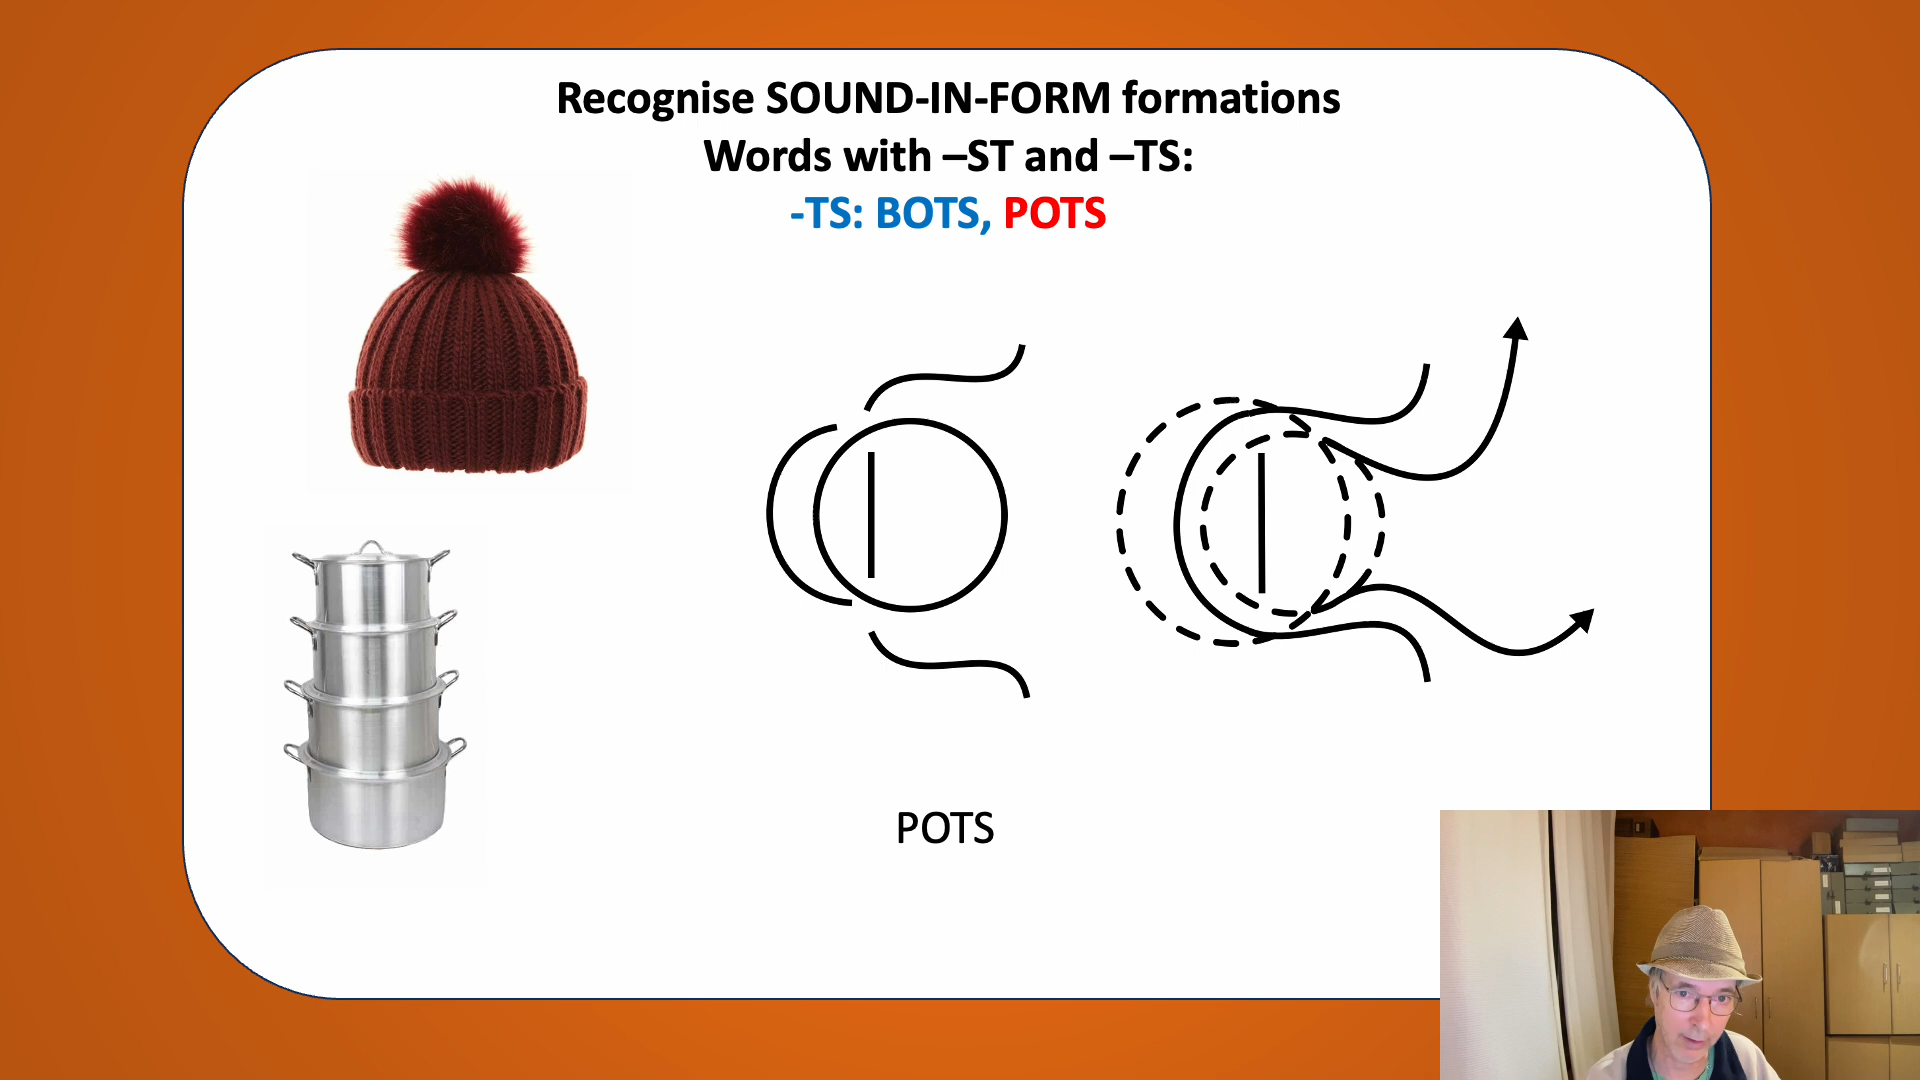 Recognise SOUND-IN-FORM formations
Words with –ST and –TS:
-TS: BOTS, POTS
POTS